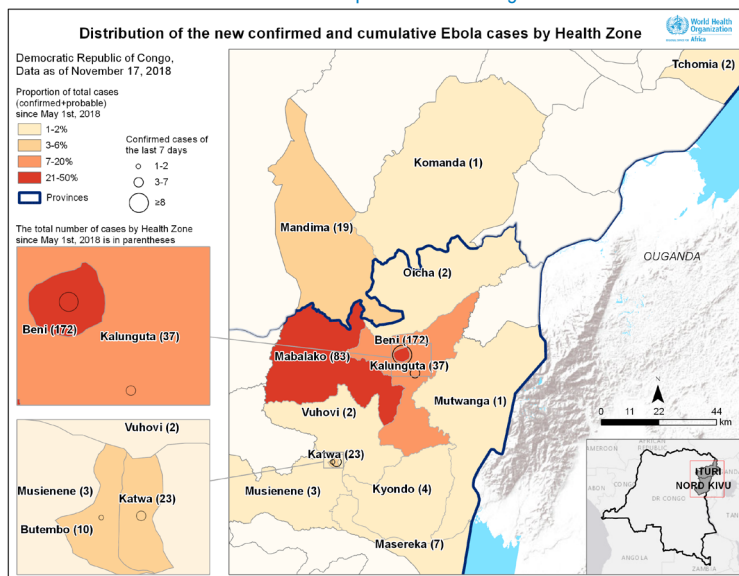 Distribution of the new confirmed and cumulative Ebola cases by Health Zone
World Health
Organization
Africa
Democratic Republic of Congo,
Data as of November 17, 2018
Proportion of total cases
(confirmed+probable)
since May 1st, 2018
1-2%
3-6%
7-20%
21-50%
Provinces
Confirmed cases of
the last 7 days
1-2
3-7
≥8
The total number of cases by Health Zone
since May 1st, 2018 is in parentheses
Beni (172)
Kalunguta (37)
Vuhovi (2)
Musienene (3)
Katwa (23)
Butembo (10)
Tchomia (2)
Komanda (1)
Mandima (19)
Oicha (2)
OUGANDA
Beni (172)
Mabalako (83)
Kalunguta (37)
Mutwanga (1)
Vuhovi (2)
Katwa (23)
Musienene (3)
Kyondo (4)
Masereka (7)
N
0 11 22 44
km
ITURI
NORD KIVU
DR CONGO
ANGOLA
ZAMBIA